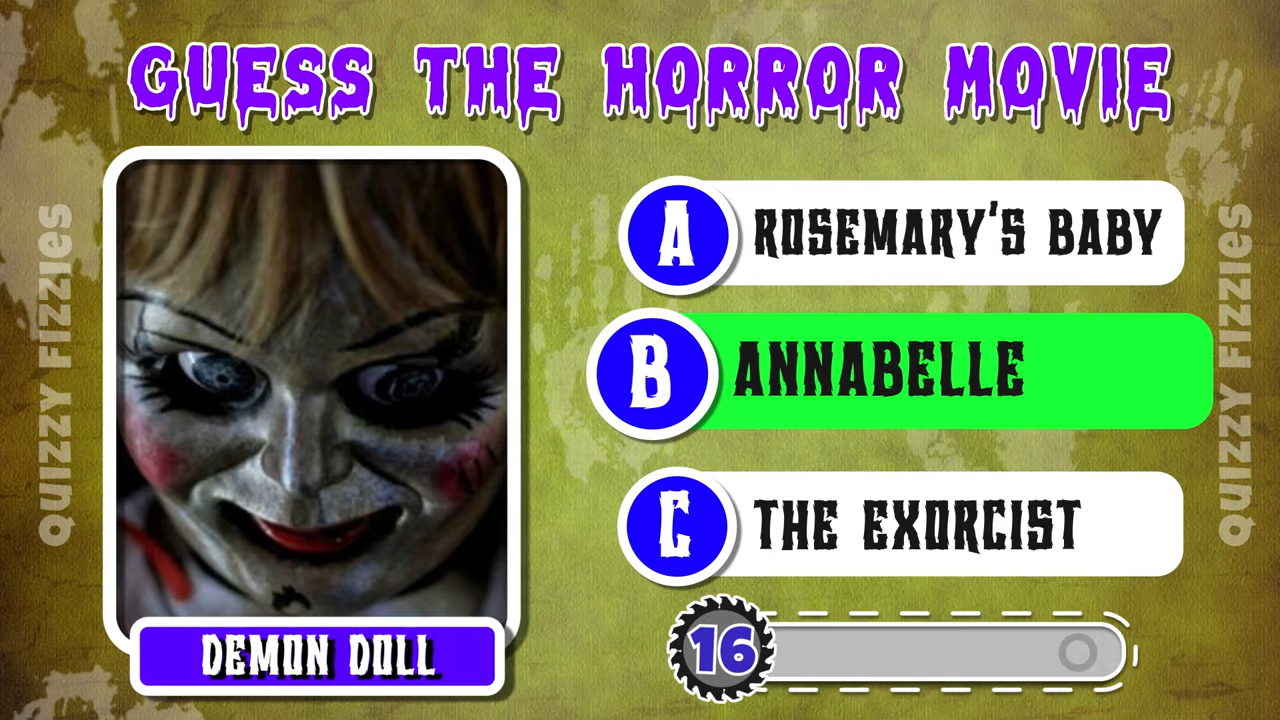 GUESS THE HORROR MOVIE
QUIZZY FIZZIES
A ROSEMARY'S BABY
B ANNABELLE
C THE EXORCIST
DEMON DOLL
16
QUIZZY FIZZIES